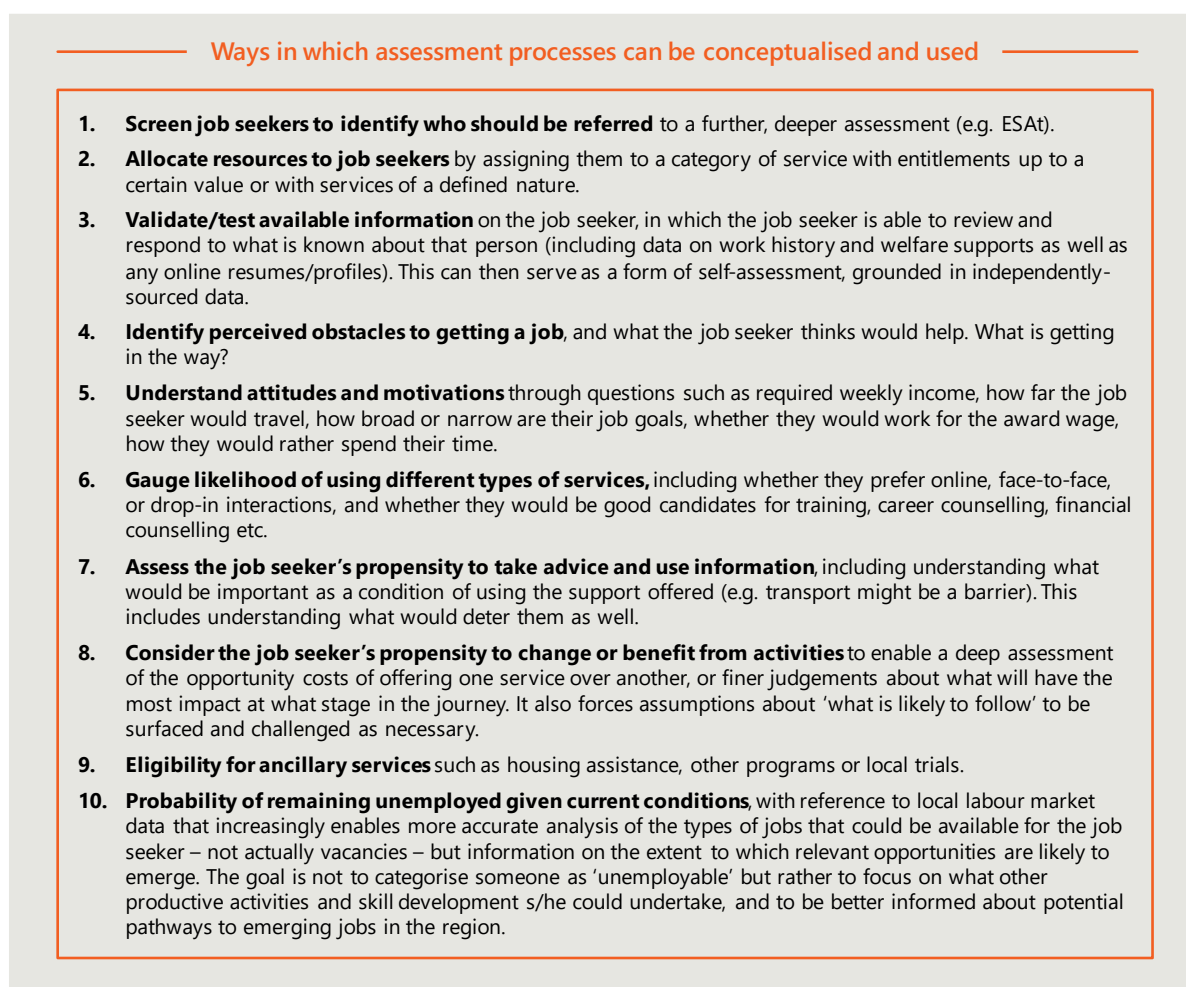 Ways in which assessment processes can be conceptualised and used
1. Screen job seekers to identify who should be referred to a further, deeper assessment (e.g. ESAt).
2. Allocate resources to job seekers by assigning them to a category of service with entitlements up to a
certain value or with services of a defined nature.
3. Validate/test available information on the job seeker, in which the job seeker is able to review and
respond to what is known about that person (including data on work history and welfare supports as well as
any online resumes/profiles). This can then serve as a form of self-assessment, grounded in independently-
sourced data.
4. Identify perceived obstacles to getting a job, and what the job seeker thinks would help. What is getting
in the way?
5. Understand attitudes and motivations through questions such as required weekly income, how far the job
seeker would travel, how broad or narrow are their job goals, whether they would work for the award wage,
how they would rather spend their time.
6. Gauge likelihood of using different types of services, including whether they prefer online, face-to-face,
or drop-in interactions, and whether they would be good candidates for training, career counselling, financial
counselling etc.
7. Assess the job seeker's propensity to take advice and use information, including understanding what
would be important as a condition of using the support offered (e.g. transport might be a barrier). This
includes understanding what would deter them as well.
8. Consider the job seeker's propensity to change or benefit from activities to enable a deep assessment
of the opportunity costs of offering one service over another, or finer judgements about what will have the
most impact at what stage in the journey. It also forces assumptions about 'what is likely to follow' to be
surfaced and challenged as necessary.
9. Eligibility for ancillary services such as housing assistance, other programs or local trials.
10. Probability of remaining unemployed given current conditions, with reference to local labour market
data that increasingly enables more accurate analysis of the types of jobs that could be available for the job
seeker – not actually vacancies – but information on the extent to which relevant opportunities are likely to
emerge. The goal is not to categorise someone as 'unemployable' but rather to focus on what other
productive activities and skill development s/he could undertake, and to be better informed about potential
pathways to emerging jobs in the region.